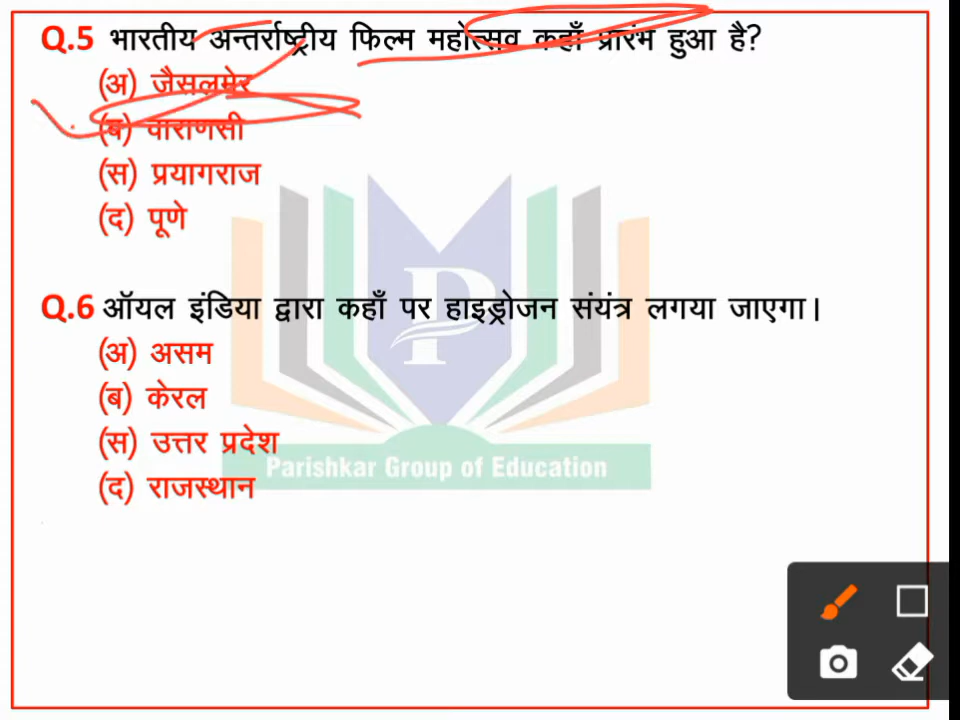 Q.5 भारतीय अन्तर्राष्ट्रीय फिल्म महोत्सव कहाँ प्रारंभ हुआ है?
(अ) जैसलमेर
(ब) वाराणसी
(स) प्रयागराज
(द) पूणे
Q.6 ऑयल इंडिया द्वारा कहाँ पर हाइड्रोजन संयंत्र लगया जाएगा।
(अ) असम
(ब) केरल
(स) उत्तर प्रदेश
(द) राजस्थान
P
Parishkar Group of Education